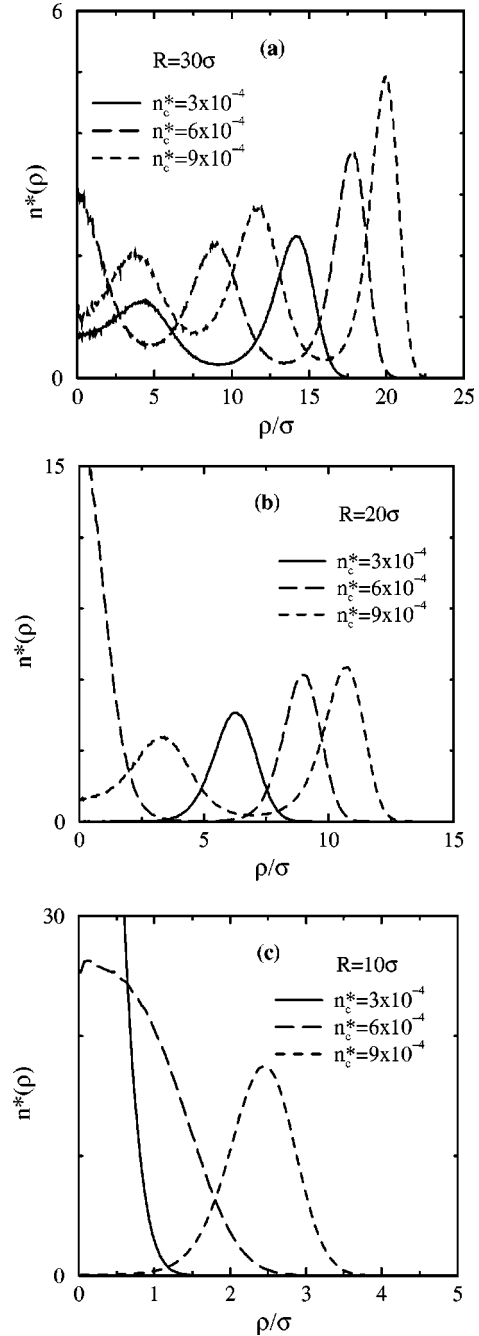 6
(a)
R=30σ
n*c=3x10⁻⁴
n*c=6x10⁻⁴
n*c=9x10⁻⁴
n*(ρ)
0
0 5 10 15 20 25
ρ/σ
15
(b)
R=20σ
n*c=3x10⁻⁴
n*c=6x10⁻⁴
n*c=9x10⁻⁴
n*(ρ)
0
0 5 10 15
ρ/σ
30
(c)
R=10σ
n*c=3x10⁻⁴
n*c=6x10⁻⁴
n*c=9x10⁻⁴
n*(ρ)
0
0 1 2 3 4 5
ρ/σ